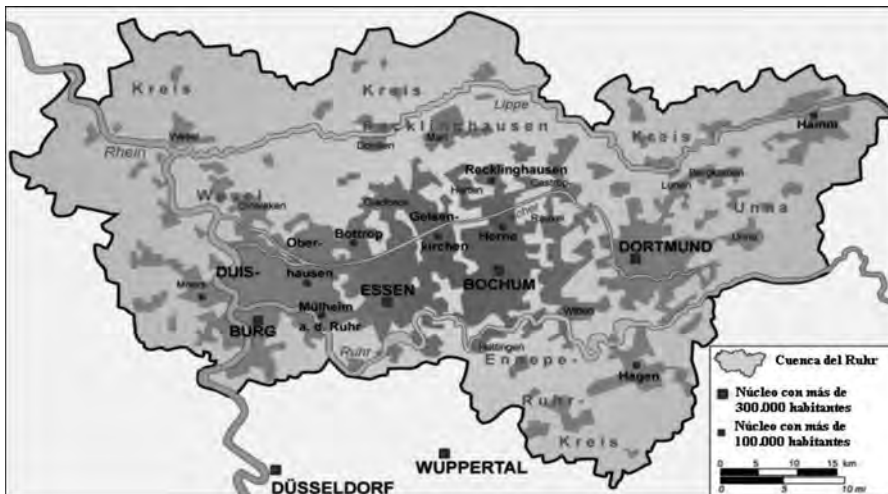 Kreis
Kreis
Lippe
Recklinghausen
Kreis
Hamm
Rhein
Wesel
Dorsten
Marl
Recklinghausen
Herten
Castrop-
Rauxel
Lünen
Bergkamen
Wesel
Dinslaken
Gladbeck
Unna
Unna
Ober-
hausen
Bottrop
Gelsen-
kirchen
Herne
DORTMUND
DUIS-
BURG
Moers
ESSEN
BOCHUM
Mülheim
a. d. Ruhr
Witten
Ruhr
Hattingen
Ennepe-
Hagen
Ruhr-
Kreis
WUPPERTAL
DÜSSELDORF
Cuenca del Ruhr
Núcleo con más de
300.000 habitantes
Núcleo con más de
100.000 habitantes
0 5 10 15 km
0 5 10 mi